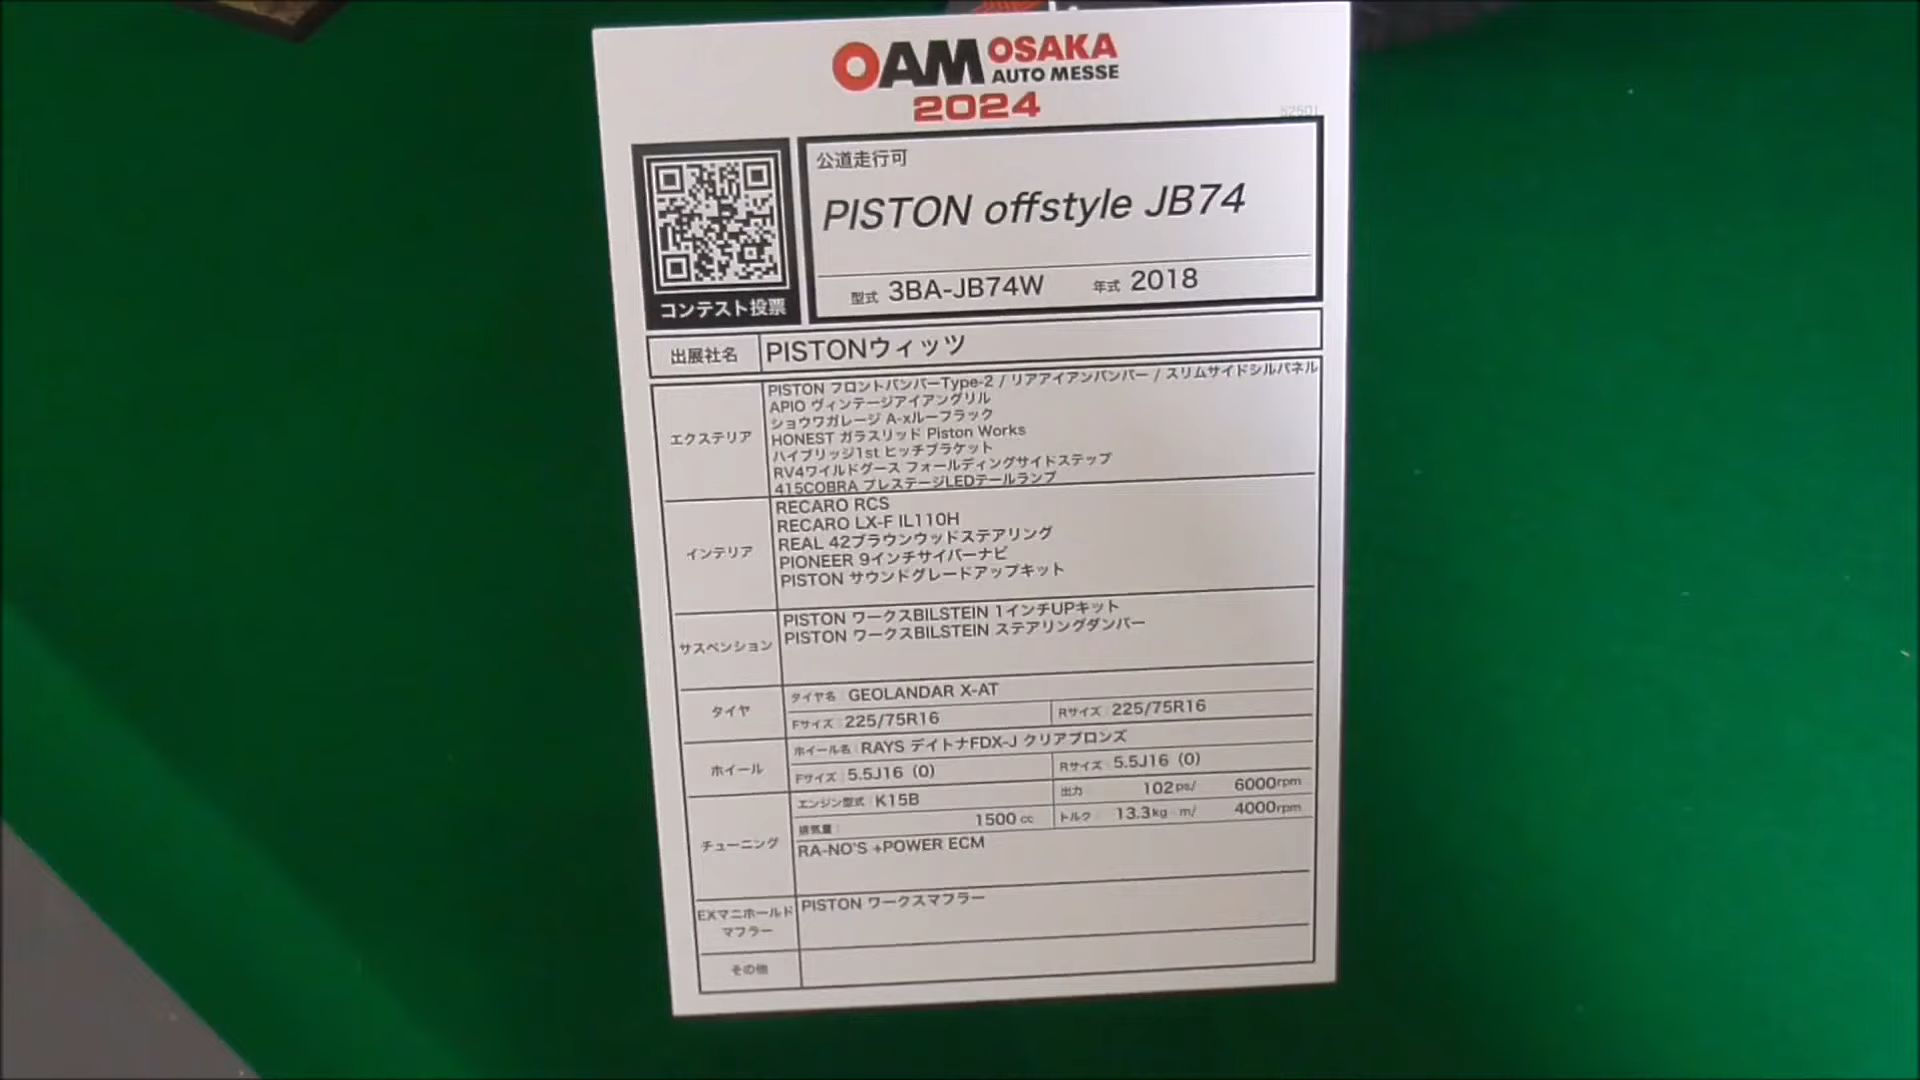 OAM OSAKA
AUTO MESSE
2024
52501
公道走行可
PISTON offstyle JB74
型式 3BA-JB74W 年式 2018
コンテスト投票
出展社名 PISTONウィッツ
エクステリア
PISTON フロントバンパーType-2 / リアアイアンバンパー / スリムサイドシルパネル
APIO ヴィンテージアイアングリル
ショウワガレージ A-xルーフラック
HONEST ガラスリッド Piston Works
ハイブリッジ1st ヒッチブラケット
RV4ワイルドグース フォールディングサイドステップ
415COBRA プレステージLEDテールランプ
インテリア
RECARO RCS
RECARO LX-F IL110H
REAL 42ブラウンウッドステアリング
PIONEER 9インチサイバーナビ
PISTON サウンドグレードアップキット
サスペンション
PISTON ワークスBILSTEIN 1インチUPキット
PISTON ワークスBILSTEIN ステアリングダンパー
タイヤ
タイヤ名 GEOLANDAR X-AT
Fサイズ 225/75R16 Rサイズ 225/75R16
ホイール
ホイール名 RAYS デイトナFDX-J クリアブロンズ
Fサイズ 5.5J16（0） Rサイズ 5.5J16（0）
チューニング
エンジン型式 K15B 出力 102ps/ 6000rpm
排気量 1500cc トルク 13.3kg・m/ 4000rpm
RA-NO'S +POWER ECM
EXマニホールド
マフラー
PISTON ワークスマフラー
その他